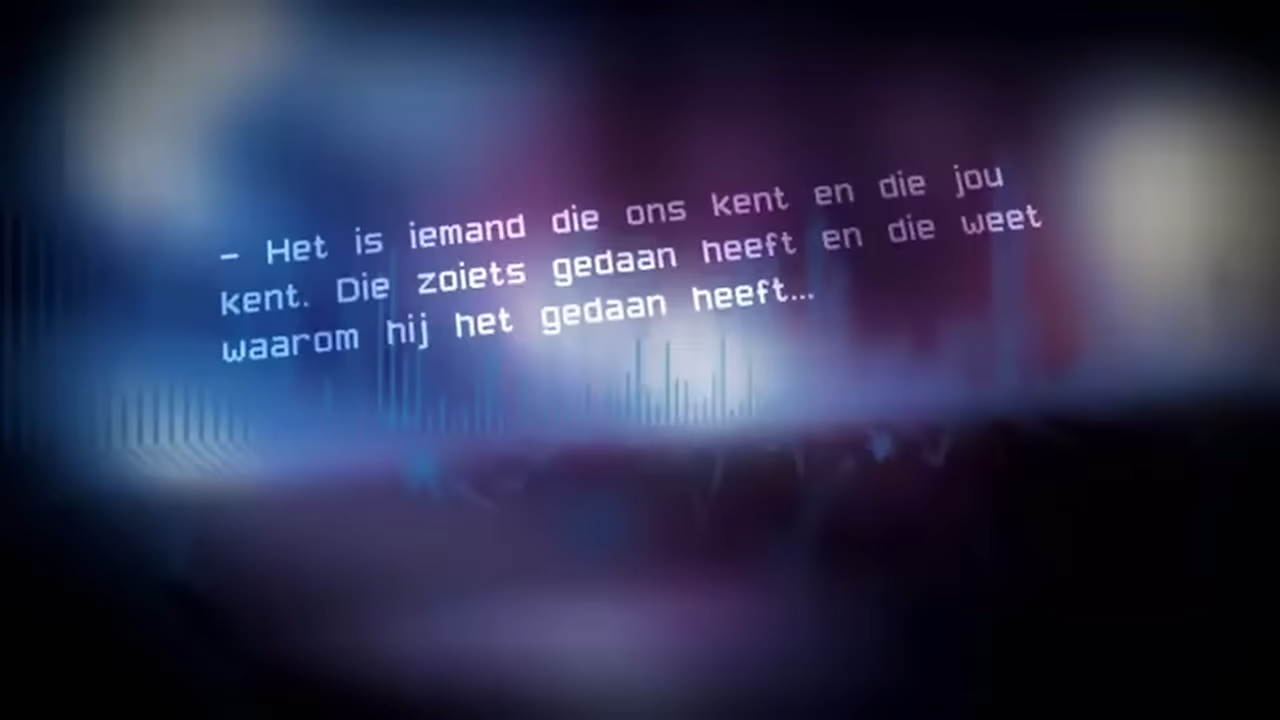 – Het is iemand die ons kent en die jou
kent. Die zoiets gedaan heeft en die weet
waarom hij het gedaan heeft...